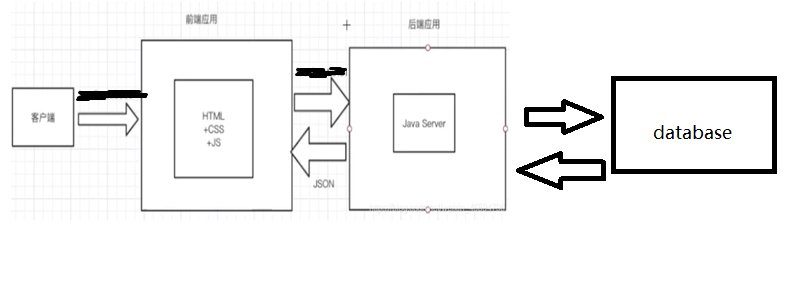 前端应用
后端应用
客户端
HTML
+CSS
+JS
Java Server
database
JSON